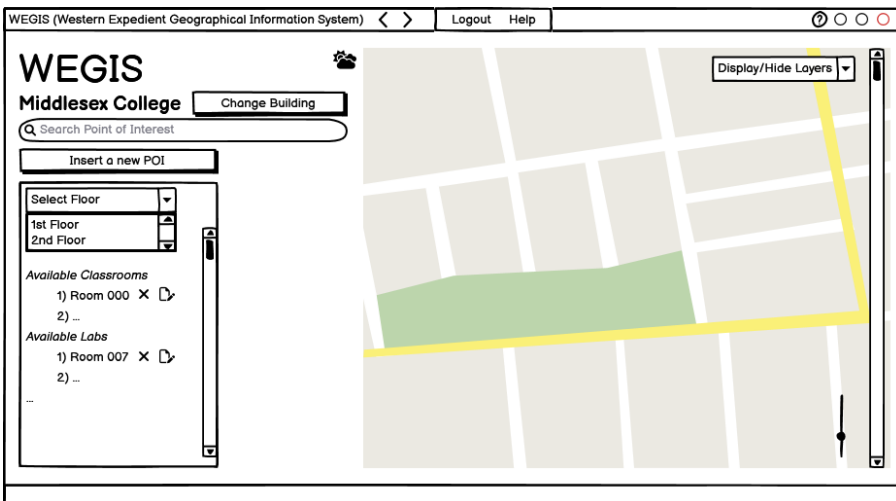 WEGIS (Western Expedient Geographical Information System) Logout Help ?
WEGIS
Middlesex College Change Building
Search Point of Interest
Insert a new POI
Select Floor
1st Floor
2nd Floor
Available Classrooms
1) Room 000
2) ...
Available Labs
1) Room 007
2) ...
...
Display/Hide Layers